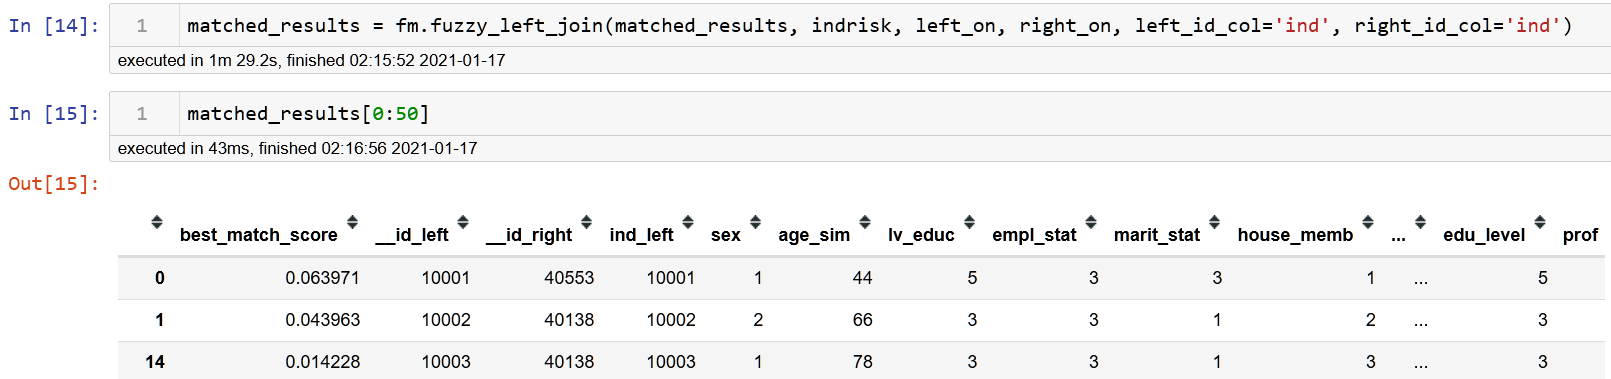 In [14]: 1 matched_results = fm.fuzzy_left_join(matched_results, indrisk, left_on, right_on, left_id_col='ind', right_id_col='ind')
executed in 1m 29.2s, finished 02:15:52 2021-01-17
In [15]: 1 matched_results[0:50]
executed in 43ms, finished 02:16:56 2021-01-17
Out[15]:
best_match_score __id_left __id_right ind_left sex age_sim lv_educ empl_stat marit_stat house_memb ... edu_level prof
0 0.063971 10001 40553 10001 1 44 5 3 3 1 ... 5
1 0.043963 10002 40138 10002 2 66 3 3 1 2 ... 3
14 0.014228 10003 40138 10003 1 78 3 3 1 3 ... 3